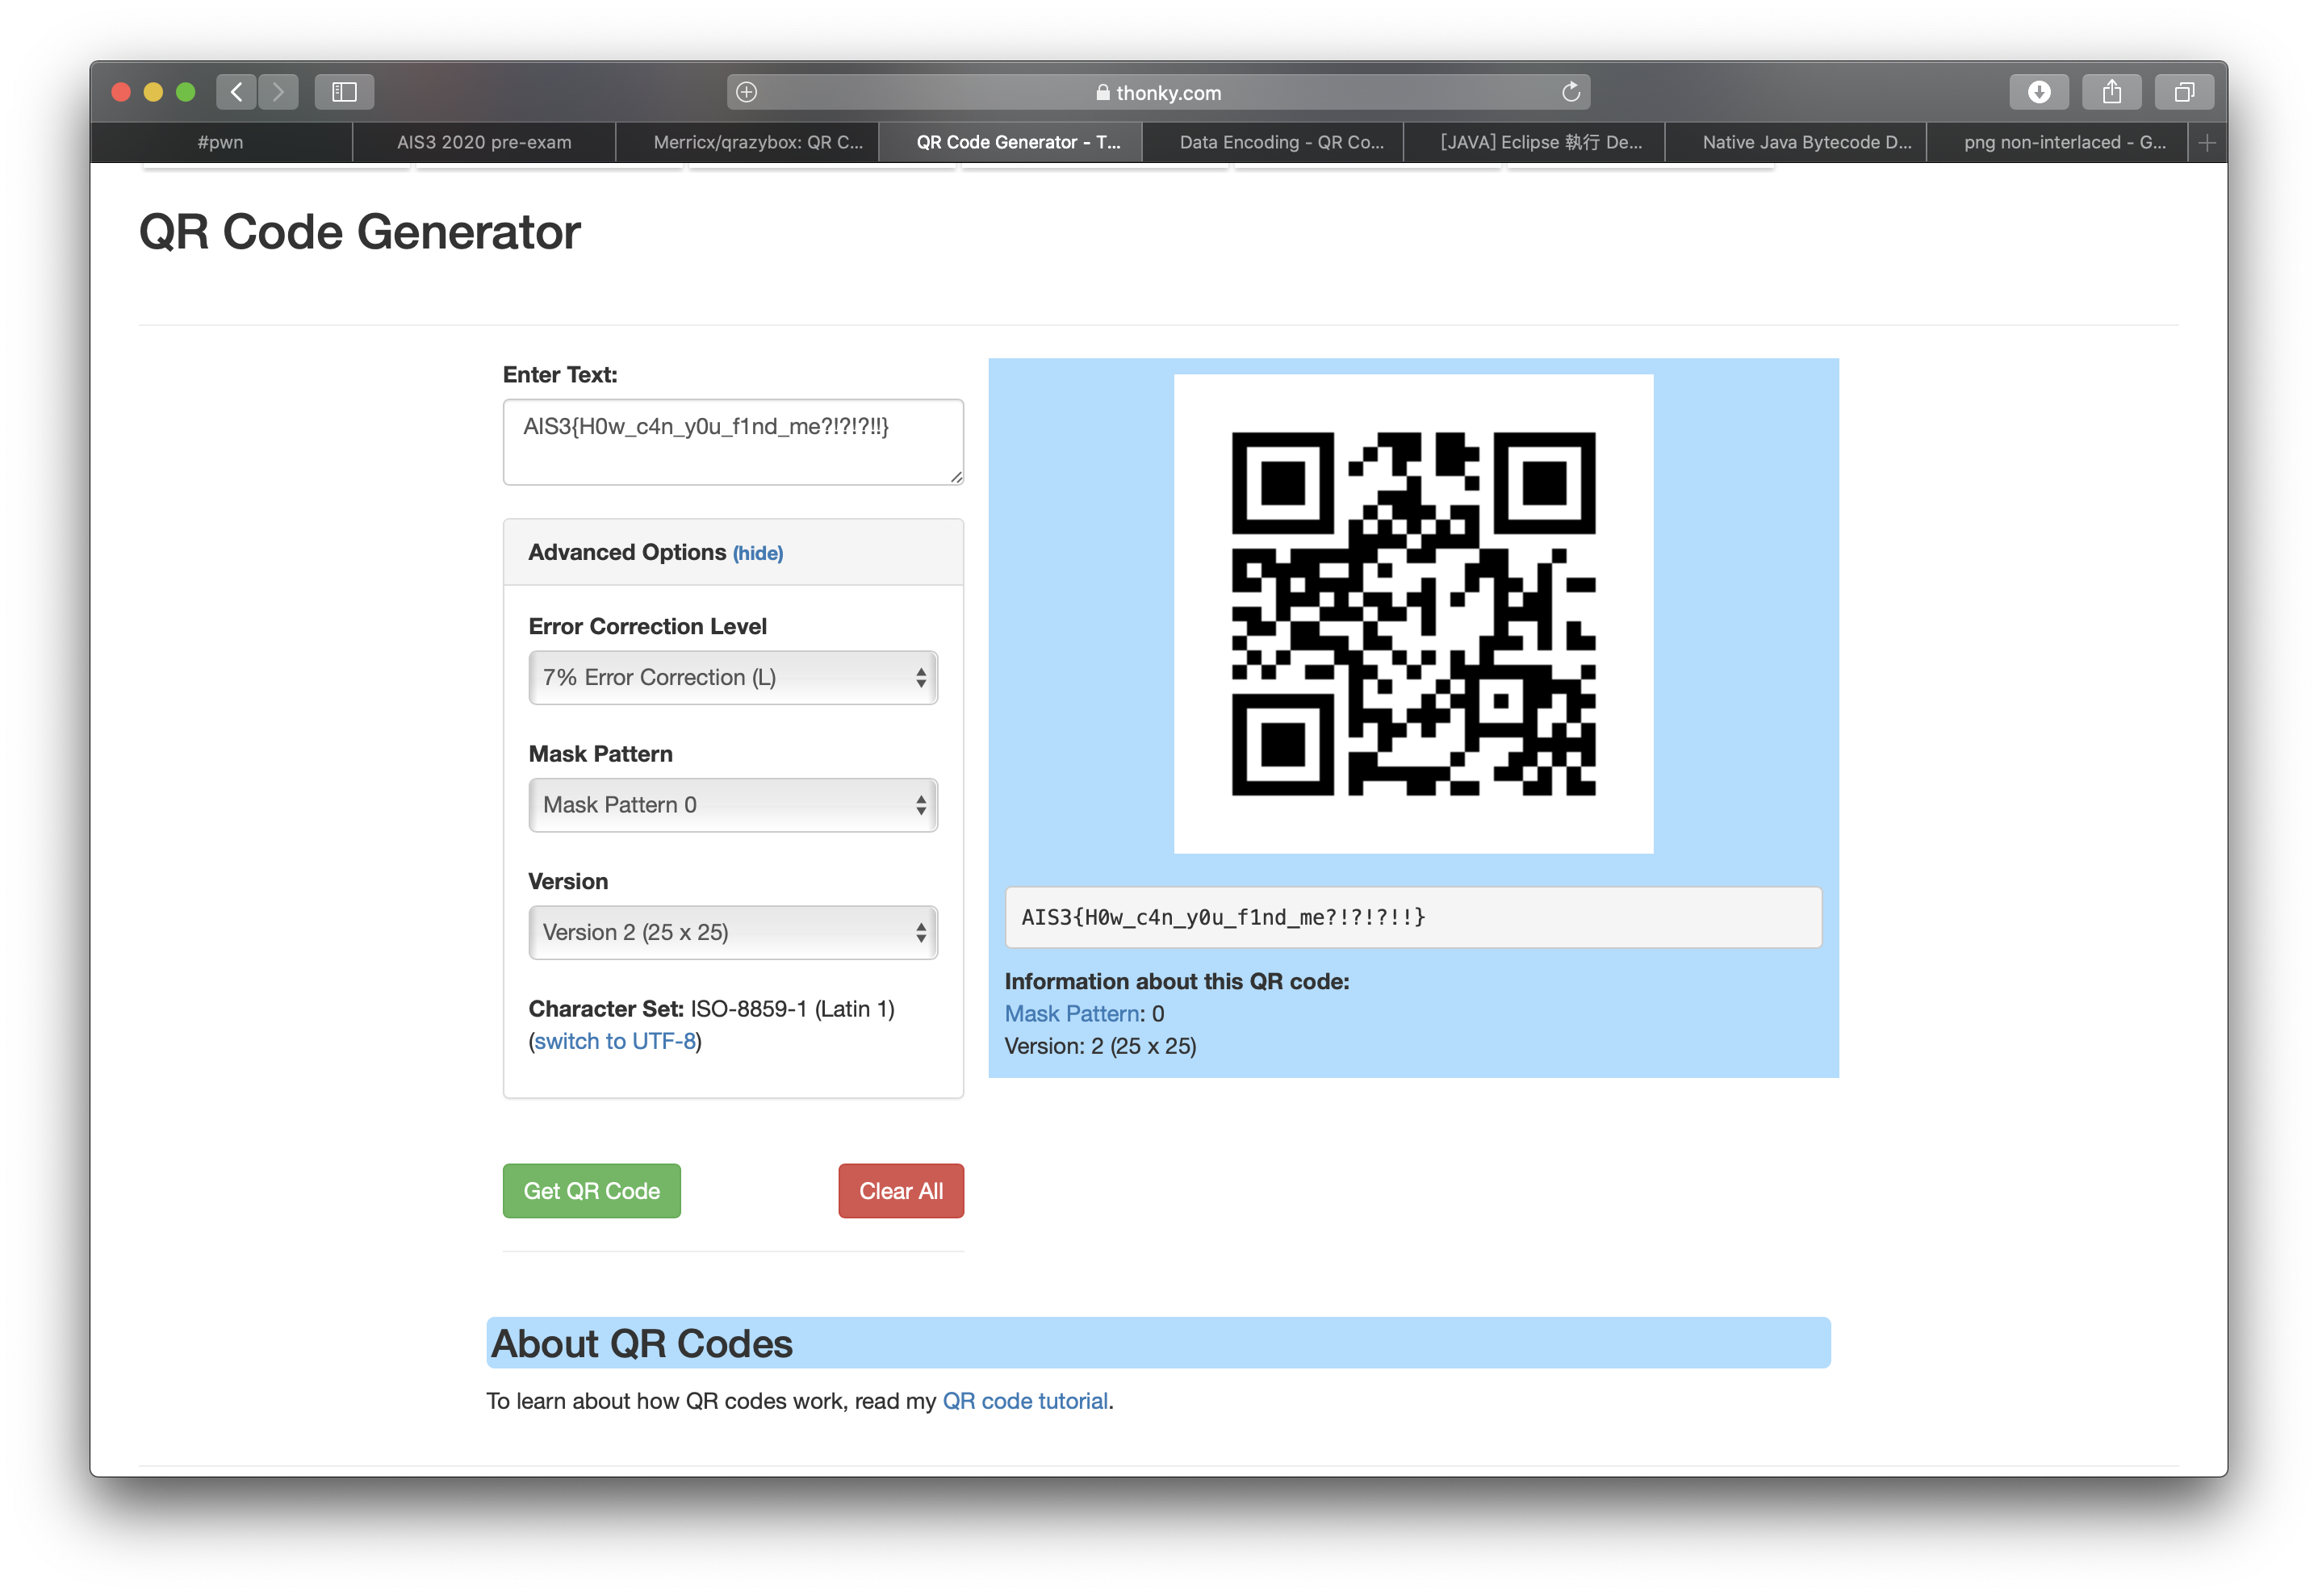 thonky.com
#pwn
AIS3 2020 pre-exam
Merricx/qrazybox: QR C...
QR Code Generator - T...
Data Encoding - QR Co...
[JAVA] Eclipse 執行 De...
Native Java Bytecode D...
png non-interlaced - G...
QR Code Generator
Enter Text:
AIS3{H0w_c4n_y0u_f1nd_me?!?!?!!}
Advanced Options (hide)
Error Correction Level
7% Error Correction (L)
Mask Pattern
Mask Pattern 0
Version
Version 2 (25 x 25)
Character Set: ISO-8859-1 (Latin 1)
(switch to UTF-8)
Get QR Code
Clear All
AIS3{H0w_c4n_y0u_f1nd_me?!?!?!!}
Information about this QR code:
Mask Pattern: 0
Version: 2 (25 x 25)
About QR Codes
To learn about how QR codes work, read my QR code tutorial.